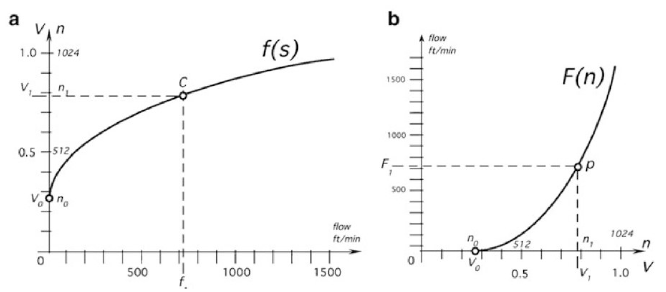 a
V n
1.0 1024
f(s)
C
V₁ n₁
0.5 512
V₀ n₀
flow
ft/min
0 500 1000 1500
f₁
b
flow
ft/min
1500
F(n)
1000
F₁ p
500
n₀ 512 n₁ 1024 n
0 V₀ 0.5 V₁ 1.0 V